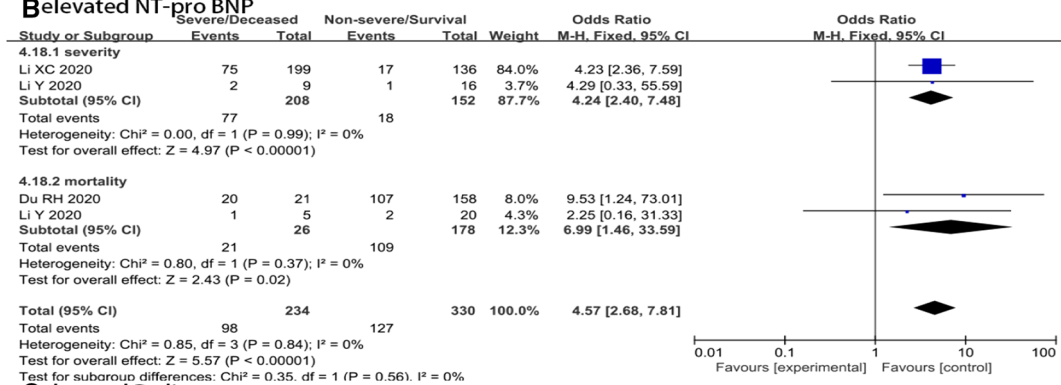 B elevated NT-pro BNP
Severe/Deceased Non-severe/Survival Odds Ratio Odds Ratio
Study or Subgroup Events Total Events Total Weight M-H, Fixed, 95% CI M-H, Fixed, 95% CI
4.18.1 severity
Li XC 2020 75 199 17 136 84.0% 4.23 [2.36, 7.59]
Li Y 2020 2 9 1 16 3.7% 4.29 [0.33, 55.59]
Subtotal (95% CI) 208 152 87.7% 4.24 [2.40, 7.48]
Total events 77 18
Heterogeneity: Chi² = 0.00, df = 1 (P = 0.99); I² = 0%
Test for overall effect: Z = 4.97 (P < 0.00001)
4.18.2 mortality
Du RH 2020 20 21 107 158 8.0% 9.53 [1.24, 73.01]
Li Y 2020 1 5 2 20 4.3% 2.25 [0.16, 31.33]
Subtotal (95% CI) 26 178 12.3% 6.99 [1.46, 33.59]
Total events 21 109
Heterogeneity: Chi² = 0.80, df = 1 (P = 0.37); I² = 0%
Test for overall effect: Z = 2.43 (P = 0.02)
Total (95% CI) 234 330 100.0% 4.57 [2.68, 7.81]
Total events 98 127
Heterogeneity: Chi² = 0.85, df = 3 (P = 0.84); I² = 0%
Test for overall effect: Z = 5.57 (P < 0.00001)
Test for subgroup differences: Chi² = 0.35, df = 1 (P = 0.56), I² = 0%
0.01 0.1 1 10 100
Favours [experimental] Favours [control]